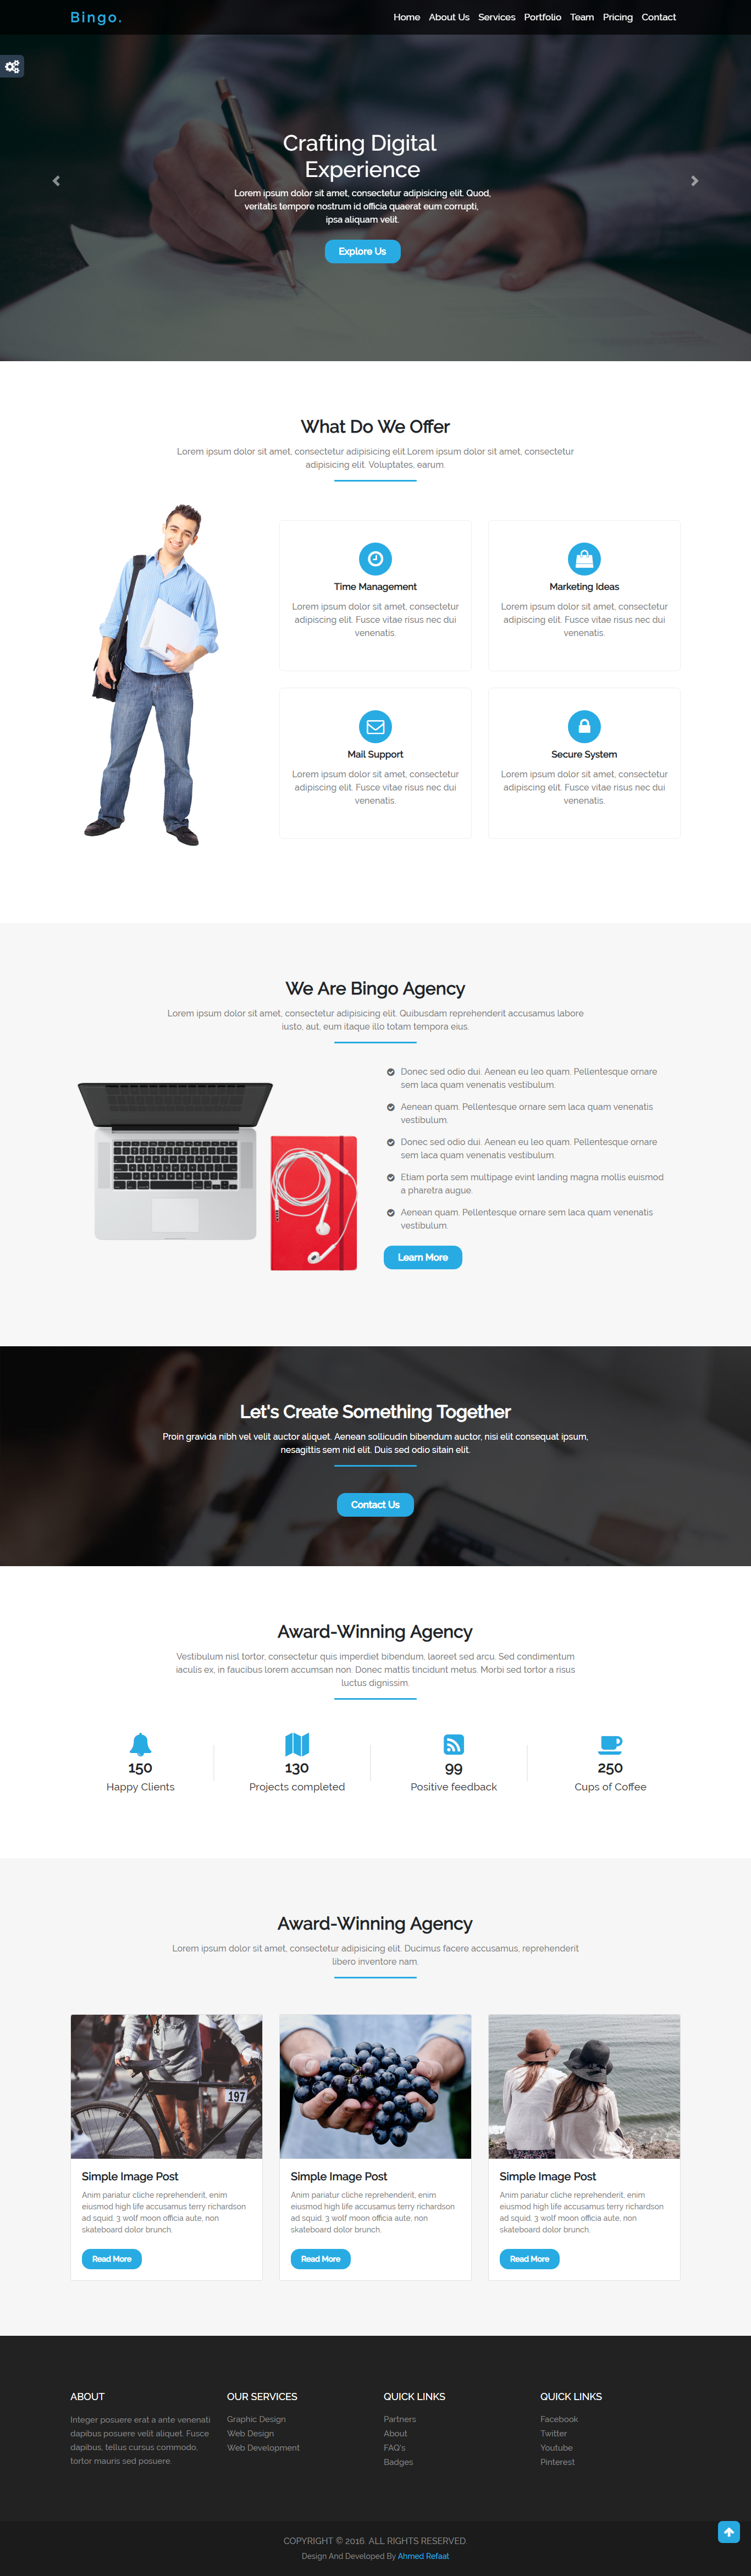 Bingo.
Home About Us Services Portfolio Team Pricing Contact
Crafting Digital
Experience
Lorem ipsum dolor sit amet, consectetur adipisicing elit. Quod,
veritatis tempore nostrum id officia quaerat eum corrupti,
ipsa aliquam velit.
Explore Us
What Do We Offer
Lorem ipsum dolor sit amet, consectetur adipisicing elit.Lorem ipsum dolor sit amet, consectetur
adipisicing elit. Voluptates, earum.
Time Management
Lorem ipsum dolor sit amet, consectetur
adipiscing elit. Fusce vitae risus nec dui
venenatis.
Marketing Ideas
Lorem ipsum dolor sit amet, consectetur
adipiscing elit. Fusce vitae risus nec dui
venenatis.
Mail Support
Lorem ipsum dolor sit amet, consectetur
adipiscing elit. Fusce vitae risus nec dui
venenatis.
Secure System
Lorem ipsum dolor sit amet, consectetur
adipiscing elit. Fusce vitae risus nec dui
venenatis.
We Are Bingo Agency
Lorem ipsum dolor sit amet, consectetur adipisicing elit. Quibusdam reprehenderit accusamus labore
iusto, aut, eum itaque illo totam tempora eius.
Donec sed odio dui. Aenean eu leo quam. Pellentesque ornare
sem laca quam venenatis vestibulum.
Aenean quam. Pellentesque ornare sem laca quam venenatis
vestibulum.
Donec sed odio dui. Aenean eu leo quam. Pellentesque ornare
sem laca quam venenatis vestibulum.
Etiam porta sem multipage evint landing magna mollis euismod
a pharetra augue.
Aenean quam. Pellentesque ornare sem laca quam venenatis
vestibulum.
Learn More
Let's Create Something Together
Proin gravida nibh vel velit auctor aliquet. Aenean sollicudin bibendum auctor, nisi elit consequat ipsum,
nesagittis sem nid elit. Duis sed odio sitain elit.
Contact Us
Award-Winning Agency
Vestibulum nisl tortor, consectetur quis imperdiet bibendum, laoreet sed arcu. Sed condimentum
iaculis ex, in faucibus lorem accumsan non. Donec mattis tincidunt metus. Morbi sed tortor a risus
luctus dignissim.
150
Happy Clients
130
Projects completed
99
Positive feedback
250
Cups of Coffee
Award-Winning Agency
Lorem ipsum dolor sit amet, consectetur adipisicing elit. Ducimus facere accusamus, reprehenderit
libero inventore nam.
197
Simple Image Post
Anim pariatur cliche reprehenderit, enim
eiusmod high life accusamus terry richardson
ad squid. 3 wolf moon officia aute, non
skateboard dolor brunch.
Read More
Simple Image Post
Anim pariatur cliche reprehenderit, enim
eiusmod high life accusamus terry richardson
ad squid. 3 wolf moon officia aute, non
skateboard dolor brunch.
Read More
Simple Image Post
Anim pariatur cliche reprehenderit, enim
eiusmod high life accusamus terry richardson
ad squid. 3 wolf moon officia aute, non
skateboard dolor brunch.
Read More
ABOUT
Integer posuere erat a ante venenati
dapibus posuere velit aliquet. Fusce
dapibus, tellus cursus commodo,
tortor mauris sed posuere.
OUR SERVICES
Graphic Design
Web Design
Web Development
QUICK LINKS
Partners
About
FAQ's
Badges
QUICK LINKS
Facebook
Twitter
Youtube
Pinterest
COPYRIGHT © 2016. ALL RIGHTS RESERVED.
Design And Developed By Ahmed Refaat